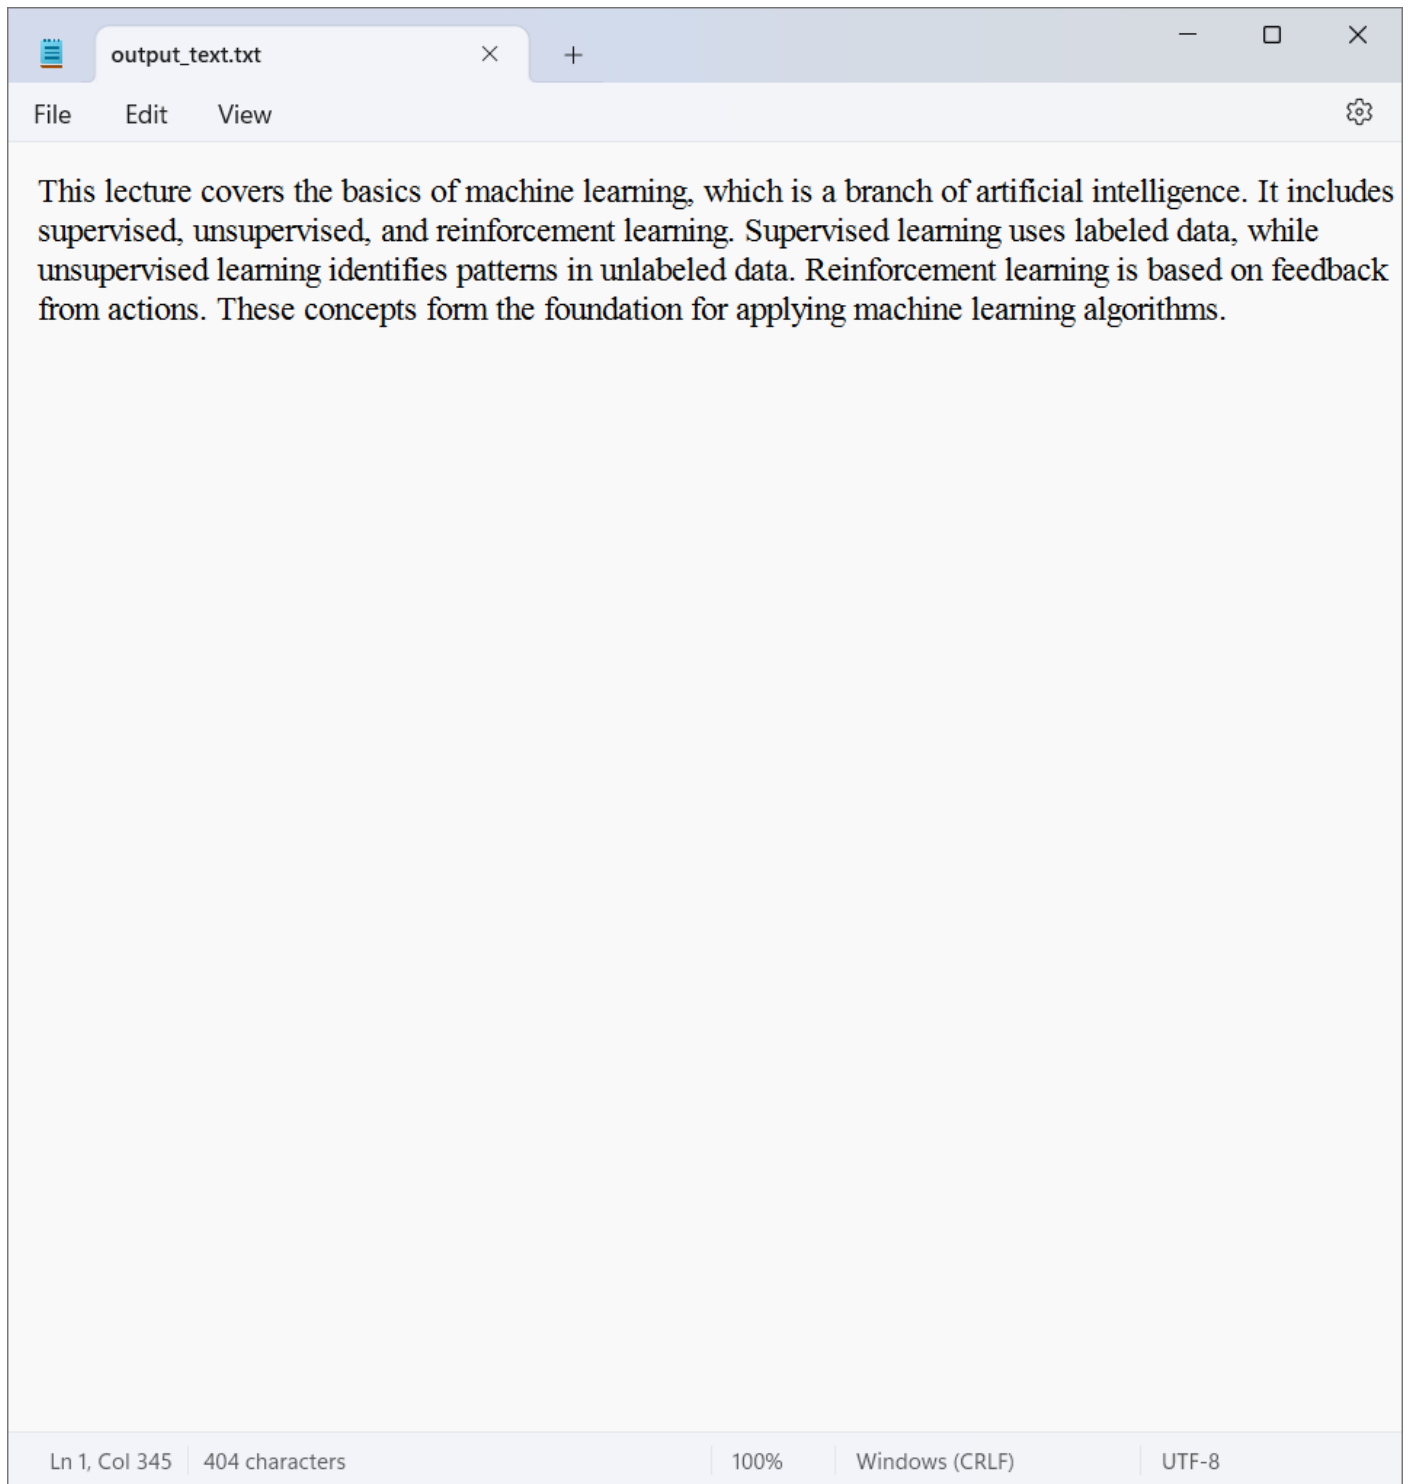 output_text.txt
File Edit View
This lecture covers the basics of machine learning, which is a branch of artificial intelligence. It includes
supervised, unsupervised, and reinforcement learning. Supervised learning uses labeled data, while
unsupervised learning identifies patterns in unlabeled data. Reinforcement learning is based on feedback
from actions. These concepts form the foundation for applying machine learning algorithms.
Ln 1, Col 345 404 characters 100% Windows (CRLF) UTF-8